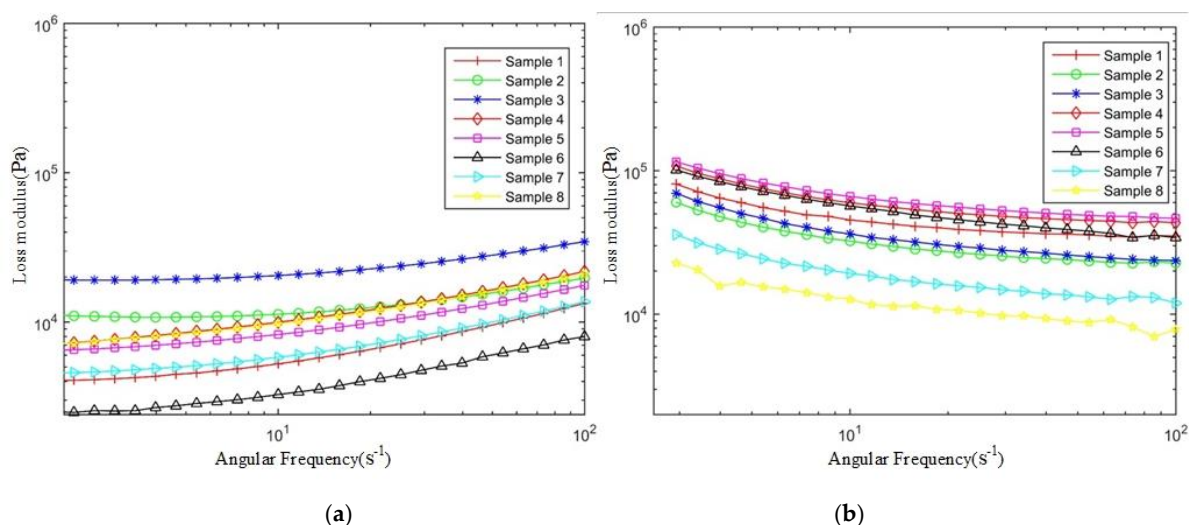 10^6
10^5
10^4
Loss modulus(Pa)
Sample 1
Sample 2
Sample 3
Sample 4
Sample 5
Sample 6
Sample 7
Sample 8
10^1
10^2
Angular Frequency(s^-1)
(a)
10^6
10^5
10^4
Loss modulus(Pa)
Sample 1
Sample 2
Sample 3
Sample 4
Sample 5
Sample 6
Sample 7
Sample 8
10^1
10^2
Angular Frequency(s^-1)
(b)